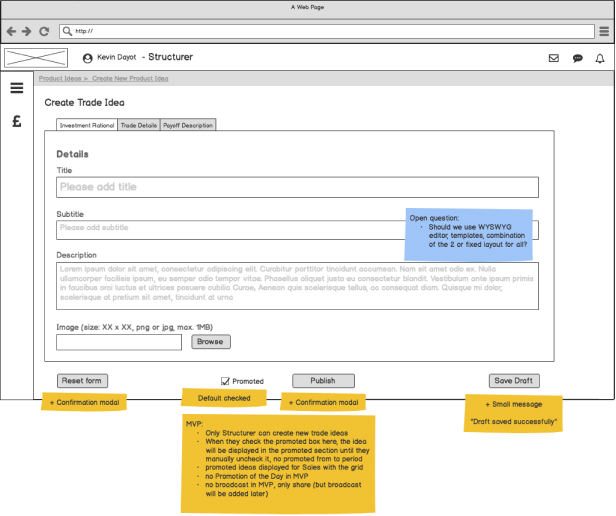 A Web Page
http://
Kevin Dayot - Structurer
Product Ideas > Create New Product Idea
£
Create Trade Idea
Investment Rational
Trade Details
Payoff Description
Details
Title
Please add title
Subtitle
Please add subtitle
Open question:
• Should we use WYSWYG
editor, templates, combination
of the 2 or fixed layout for all?
Description
Lorem ipsum dolor sit amet, consectetur adipiscing elit. Curabitur porttitor tincidunt accumsan. Nam sit amet odio ex. Nulla
ullamcorper facilisis ipsum, eu semper odio tempor vitae. Phasellus aliquet justo eu consectetur blandit. Vestibulum ante ipsum primis
in faucibus orci luctus et ultrices posuere cubilia Curae, Aenean quis scelerisque tellus, ac consequat diam. Quisque mi dolor,
scelerisque at pretium sit amet, tincidunt at urna
Image (size: XX x XX, png or jpg, max. 1MB)
Browse
Reset form
Promoted
Publish
Save Draft
+ Confirmation modal
Default checked
+ Confirmation modal
+ Small message
"Draft saved successfully"
MVP:
• Only Structurer can create new trade ideas
• When they check the promoted box here, the idea
will be displayed in the promoted section until they
manually uncheck it, no promoted from to period
• promoted ideas displayed for Sales with the grid
• no Promotion of the Day in MVP
• no broadcast in MVP, only share (but broadcast
will be added later)